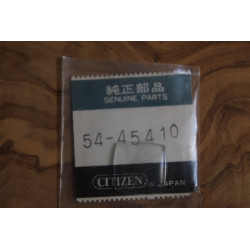 純正部品
GENUINE PARTS
54-45410
CITIZEN
JAPAN